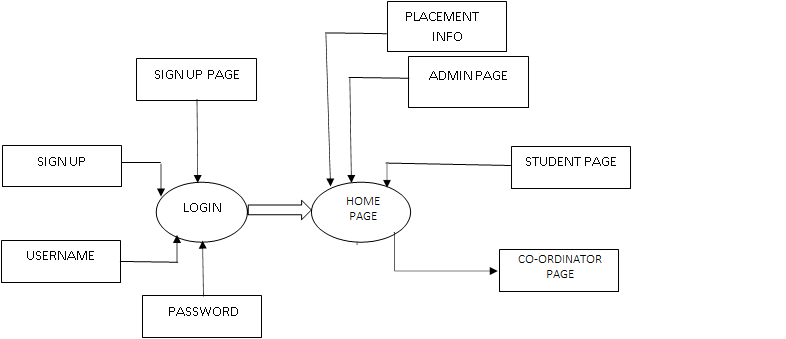 PLACEMENT
INFO
ADMIN PAGE
SIGN UP PAGE
SIGN UP
STUDENT PAGE
LOGIN
HOME
PAGE
USERNAME
CO-ORDINATOR
PAGE
PASSWORD